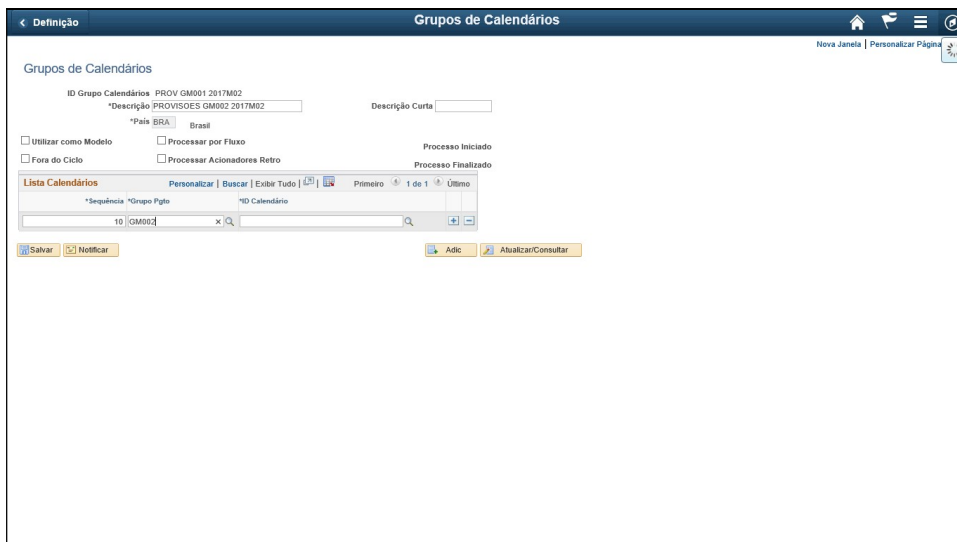 Definição
Grupos de Calendários
Nova Janela | Personalizar Página
Grupos de Calendários
ID Grupo Calendários PROV GM001 2017M02
*Descrição PROVISOES GM002 2017M02 Descrição Curta
*País BRA Brasil
Utilizar como Modelo Processar por Fluxo Processo Iniciado
Fora do Ciclo Processar Acionadores Retro Processo Finalizado
Lista Calendários Personalizar | Buscar | Exibir Tudo | Primeiro 1 de 1 Último
*Sequência *Grupo Pgto *ID Calendário
10 GM002
Salvar Notificar Adic Atualizar/Consultar